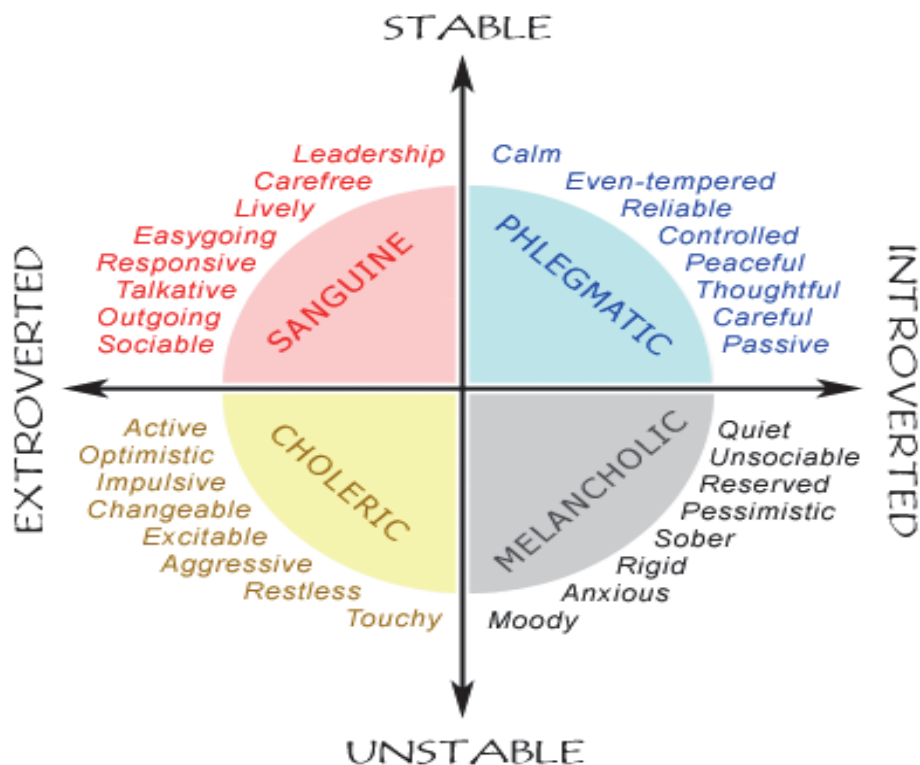 STABLE
Leadership
Carefree
Lively
Easygoing
Responsive
Talkative
Outgoing
Sociable
SANGUINE
Calm
Even-tempered
Reliable
Controlled
Peaceful
Thoughtful
Careful
Passive
PHLEGMATIC
EXTROVERTED
INTROVERTED
Active
Optimistic
Impulsive
Changeable
Excitable
Aggressive
Restless
Touchy
CHOLERIC
Quiet
Unsociable
Reserved
Pessimistic
Sober
Rigid
Anxious
Moody
MELANCHOLIC
UNSTABLE